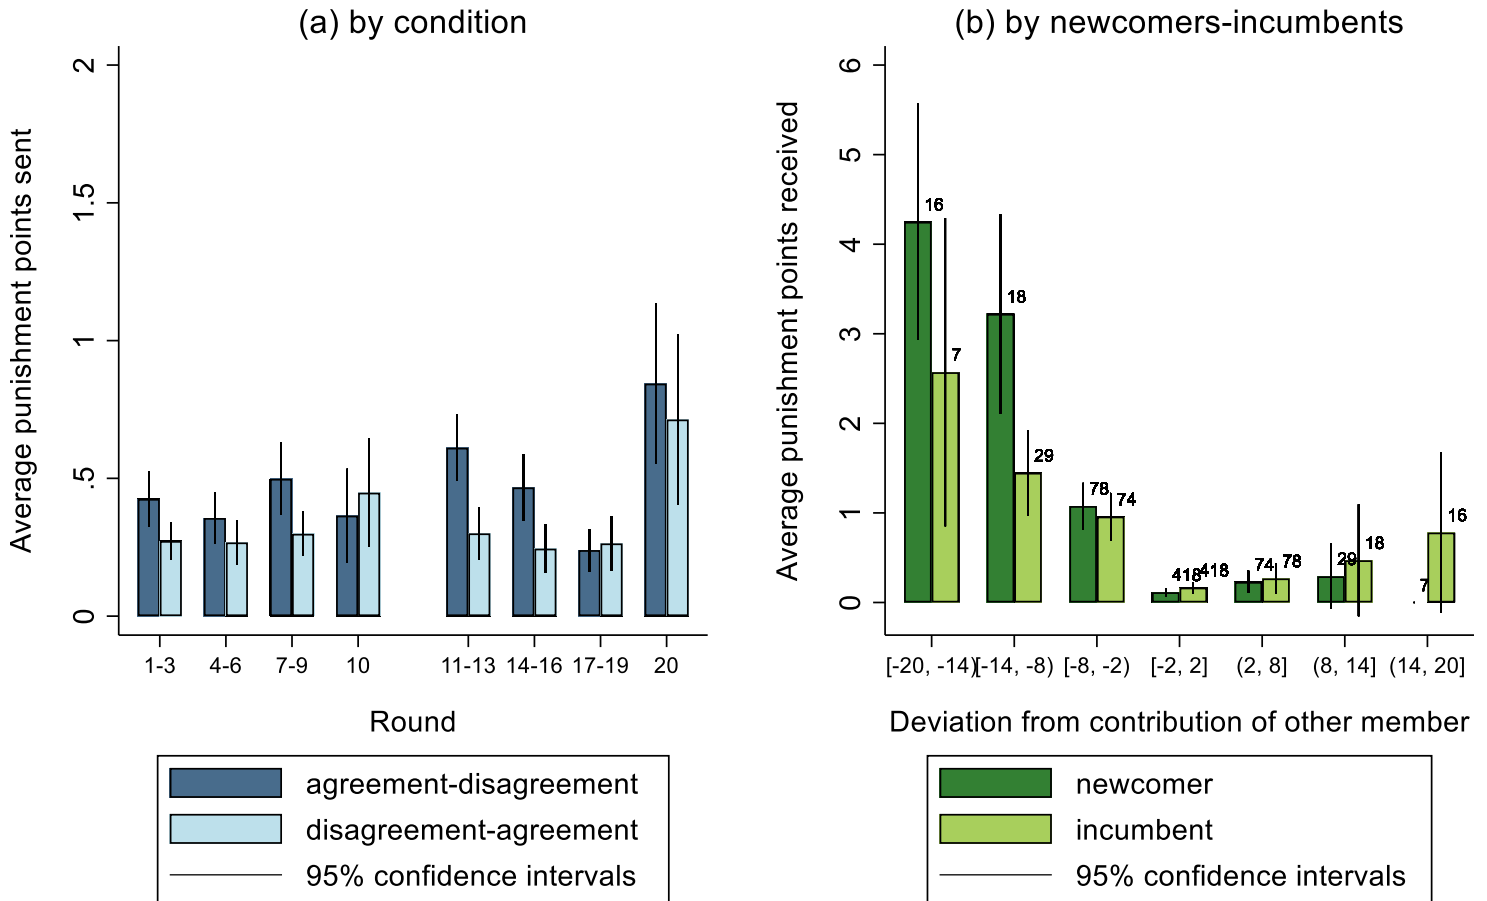 (a) by condition
Average punishment points sent
2
1.5
1
.5
0
1-3 4-6 7-9 10 11-13 14-16 17-19 20
Round
agreement-disagreement
disagreement-agreement
95% confidence intervals
(b) by newcomers-incumbents
Average punishment points received
6
5
4
3
2
1
0
16
7
18
29
78
74
418
418
74
78
29
18
7
16
[-20, -14) [-14, -8) [-8, -2) [-2, 2] (2, 8] (8, 14] (14, 20]
Deviation from contribution of other member
newcomer
incumbent
95% confidence intervals